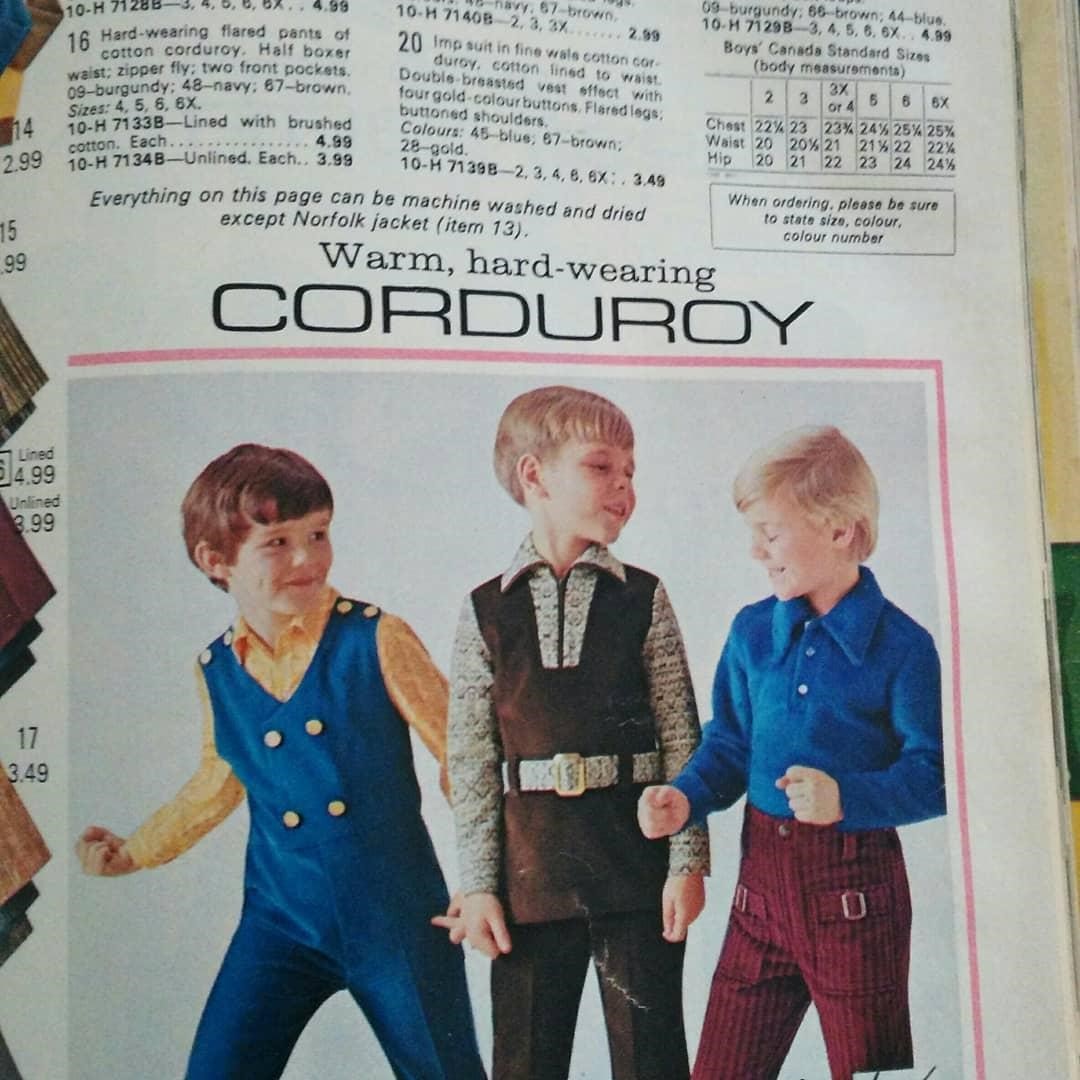 10-H 7128B—3, 4, 5, 6, 6X . . 4.99
16 Hard-wearing flared pants of
cotton corduroy. Half boxer
waist; zipper fly; two front pockets.
09–burgundy; 48–navy; 67–brown.
Sizes: 4, 5, 6, 6X.
10-H 7133B—Lined with brushed
cotton. Each................ 4.99
10-H 7134B—Unlined. Each.. 3.99
navy; 67–brown.
10-H 7140B—2, 3, 3X....... 2.99
20 Imp suit in fine wale cotton cor-
duroy, cotton lined to waist.
Double-breasted vest effect with
four gold-colour buttons. Flared legs;
buttoned shoulders.
Colours: 45–blue; 67–brown;
28–gold.
10-H 7139B—2, 3, 4, 6, 6X: . 3.49
09–burgundy; 66–brown; 44–blue.
10-H 7129B—3, 4, 5, 6, 6X.. 4.99
Boys' Canada Standard Sizes
(body measurements)
2 3 3X or 4 5 6 6X
Chest 22¼ 23 23¾ 24½ 25¼ 25¾
Waist 20 20½ 21 21½ 22 22¼
Hip 20 21 22 23 24 24½
When ordering, please be sure
to state size, colour,
colour number
Everything on this page can be machine washed and dried
except Norfolk jacket (item 13).
Warm, hard-wearing
CORDUROY
14
2.99
15
.99
Lined
4.99
Unlined
3.99
17
3.49